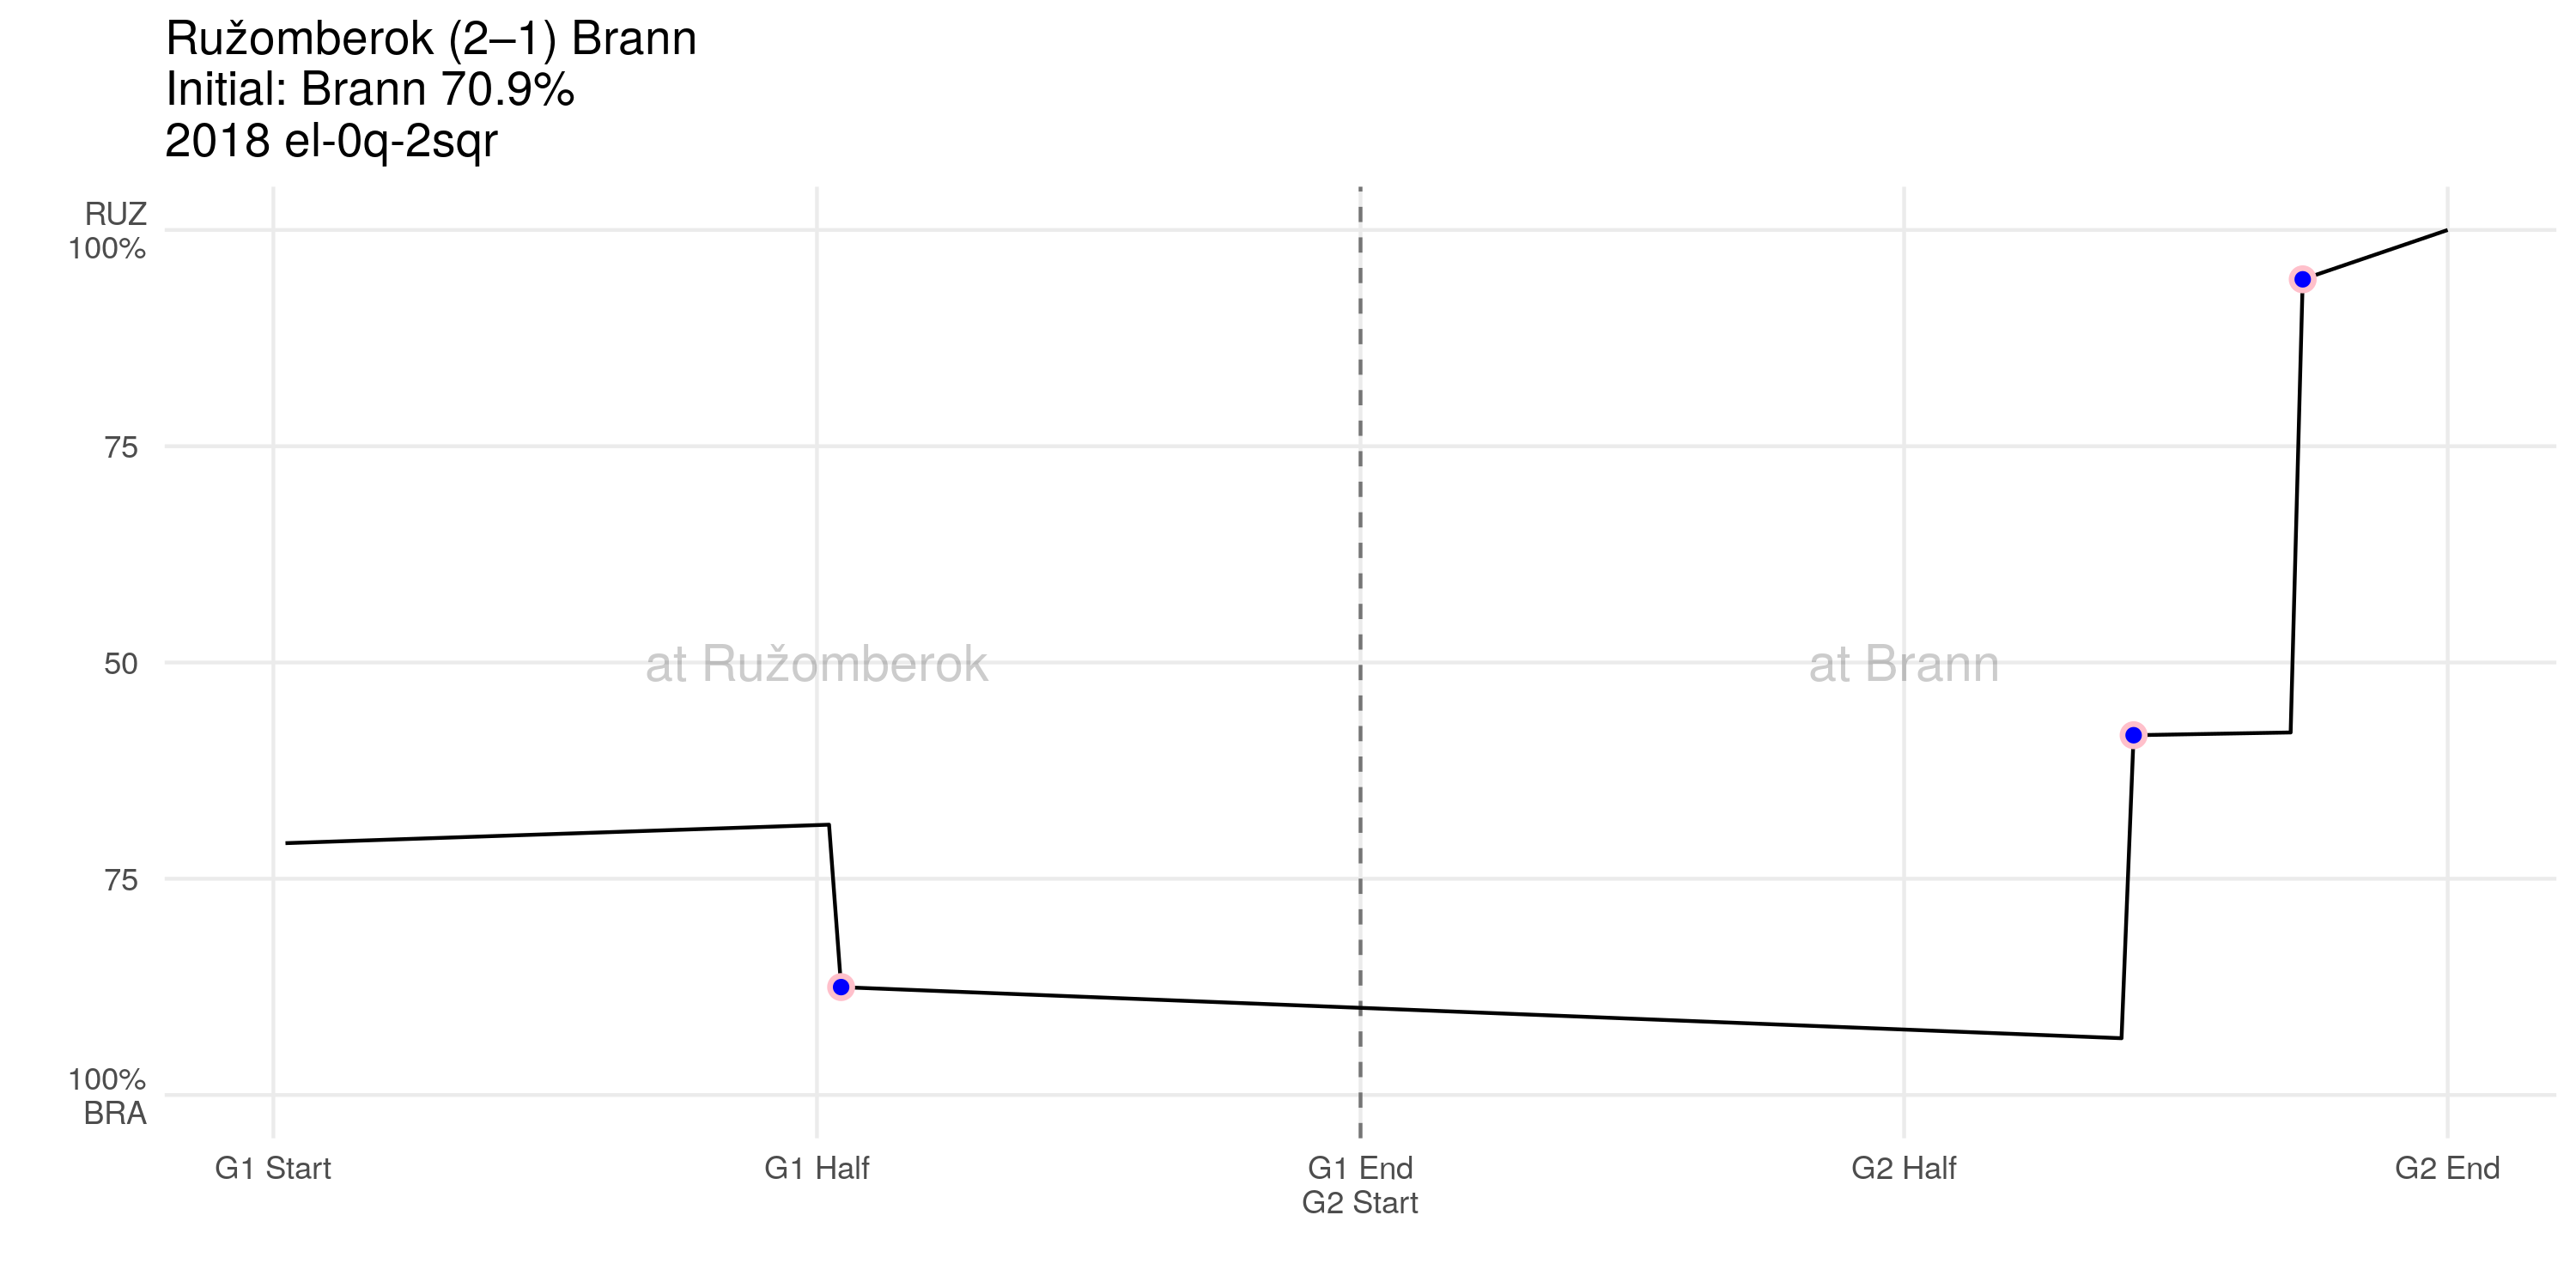 Ružomberok (2–1) Brann
Initial: Brann 70.9%
2018 el-0q-2sqr
RUZ
100%
75
50
75
100%
BRA
at Ružomberok
at Brann
G1 Start
G1 Half
G1 End
G2 Start
G2 Half
G2 End